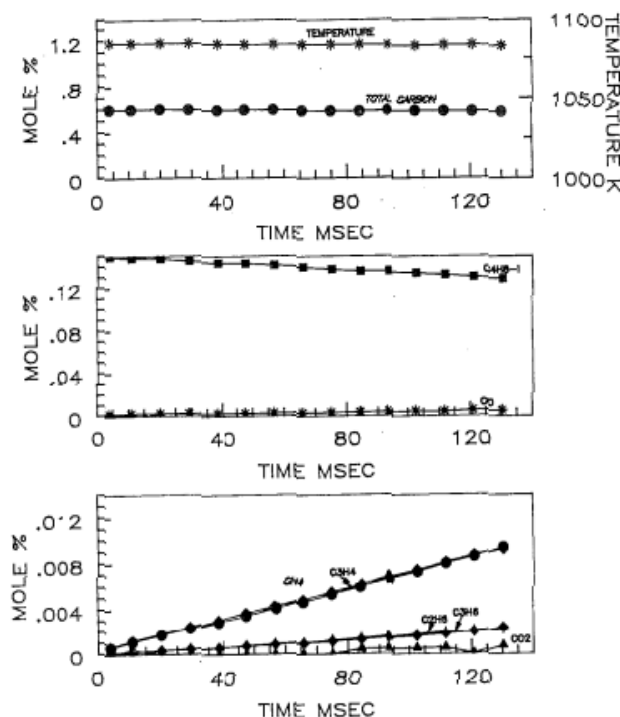 TEMPERATURE
TOTAL CARBON
MOLE %
1.2
.8
.4
0
1100
1050
1000
TEMPERATURE K
0 40 80 120
TIME MSEC
C4H8-1
MOLE %
.12
.08
.04
0
CO
0 40 80 120
TIME MSEC
MOLE %
.012
.008
.004
0
CH4
C3H4
C2H6
C3H6
CO2
0 40 80 120
TIME MSEC